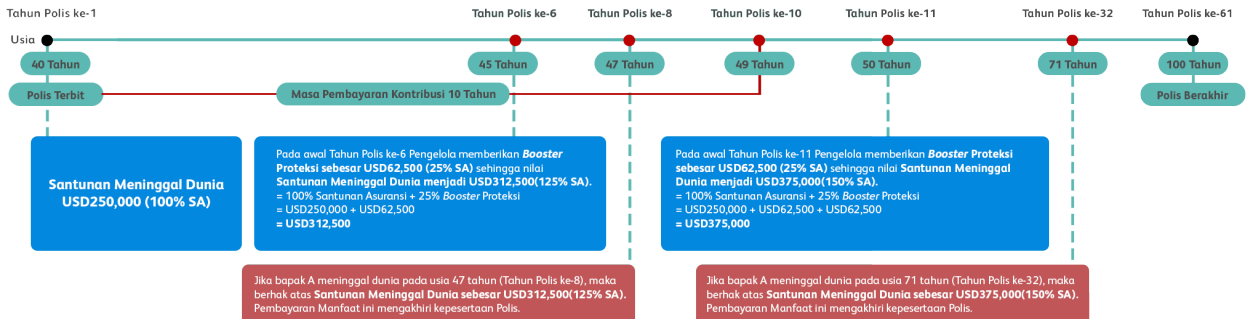 Tahun Polis ke-1
Tahun Polis ke-6
Tahun Polis ke-8
Tahun Polis ke-10
Tahun Polis ke-11
Tahun Polis ke-32
Tahun Polis ke-61
Usia
40 Tahun
45 Tahun
47 Tahun
49 Tahun
50 Tahun
71 Tahun
100 Tahun
Polis Terbit
Masa Pembayaran Kontribusi 10 Tahun
Polis Berakhir
Santunan Meninggal Dunia
USD250,000 (100% SA)
Pada awal Tahun Polis ke-6 Pengelola memberikan Booster
Proteksi sebesar USD62,500 (25% SA) sehingga nilai
Santunan Meninggal Dunia menjadi USD312,500(125% SA).
= 100% Santunan Asuransi + 25% Booster Proteksi
= USD250,000 + USD62,500
= USD312,500
Pada awal Tahun Polis ke-11 Pengelola memberikan Booster Proteksi
sebesar USD62,500 (25% SA) sehingga nilai Santunan Meninggal
Dunia menjadi USD375,000(150% SA).
= 100% Santunan Asuransi + 25% Booster Proteksi
= USD250,000 + USD62,500 + USD62,500
= USD375,000
Jika bapak A meninggal dunia pada usia 47 tahun (Tahun Polis ke-8), maka
berhak atas Santunan Meninggal Dunia sebesar USD312,500(125% SA).
Pembayaran Manfaat ini mengakhiri kepesertaan Polis.
Jika bapak A meninggal dunia pada usia 71 tahun (Tahun Polis ke-32), maka
berhak atas Santunan Meninggal Dunia sebesar USD375,000(150% SA).
Pembayaran Manfaat ini mengakhiri kepesertaan Polis.